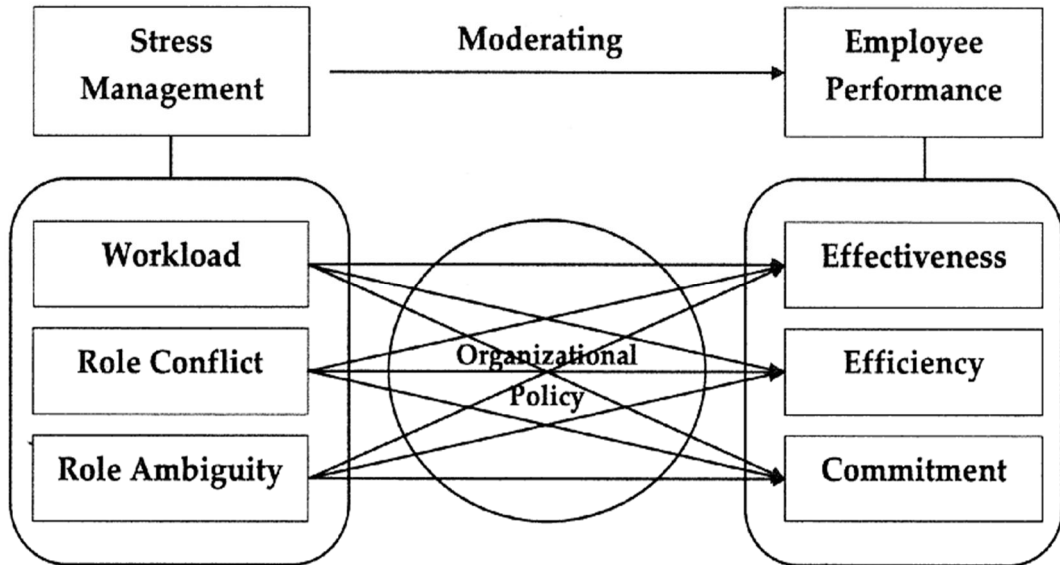 Stress
Management
Moderating
Employee
Performance
Workload
Effectiveness
Role Conflict
Organizational
Policy
Efficiency
Role Ambiguity
Commitment